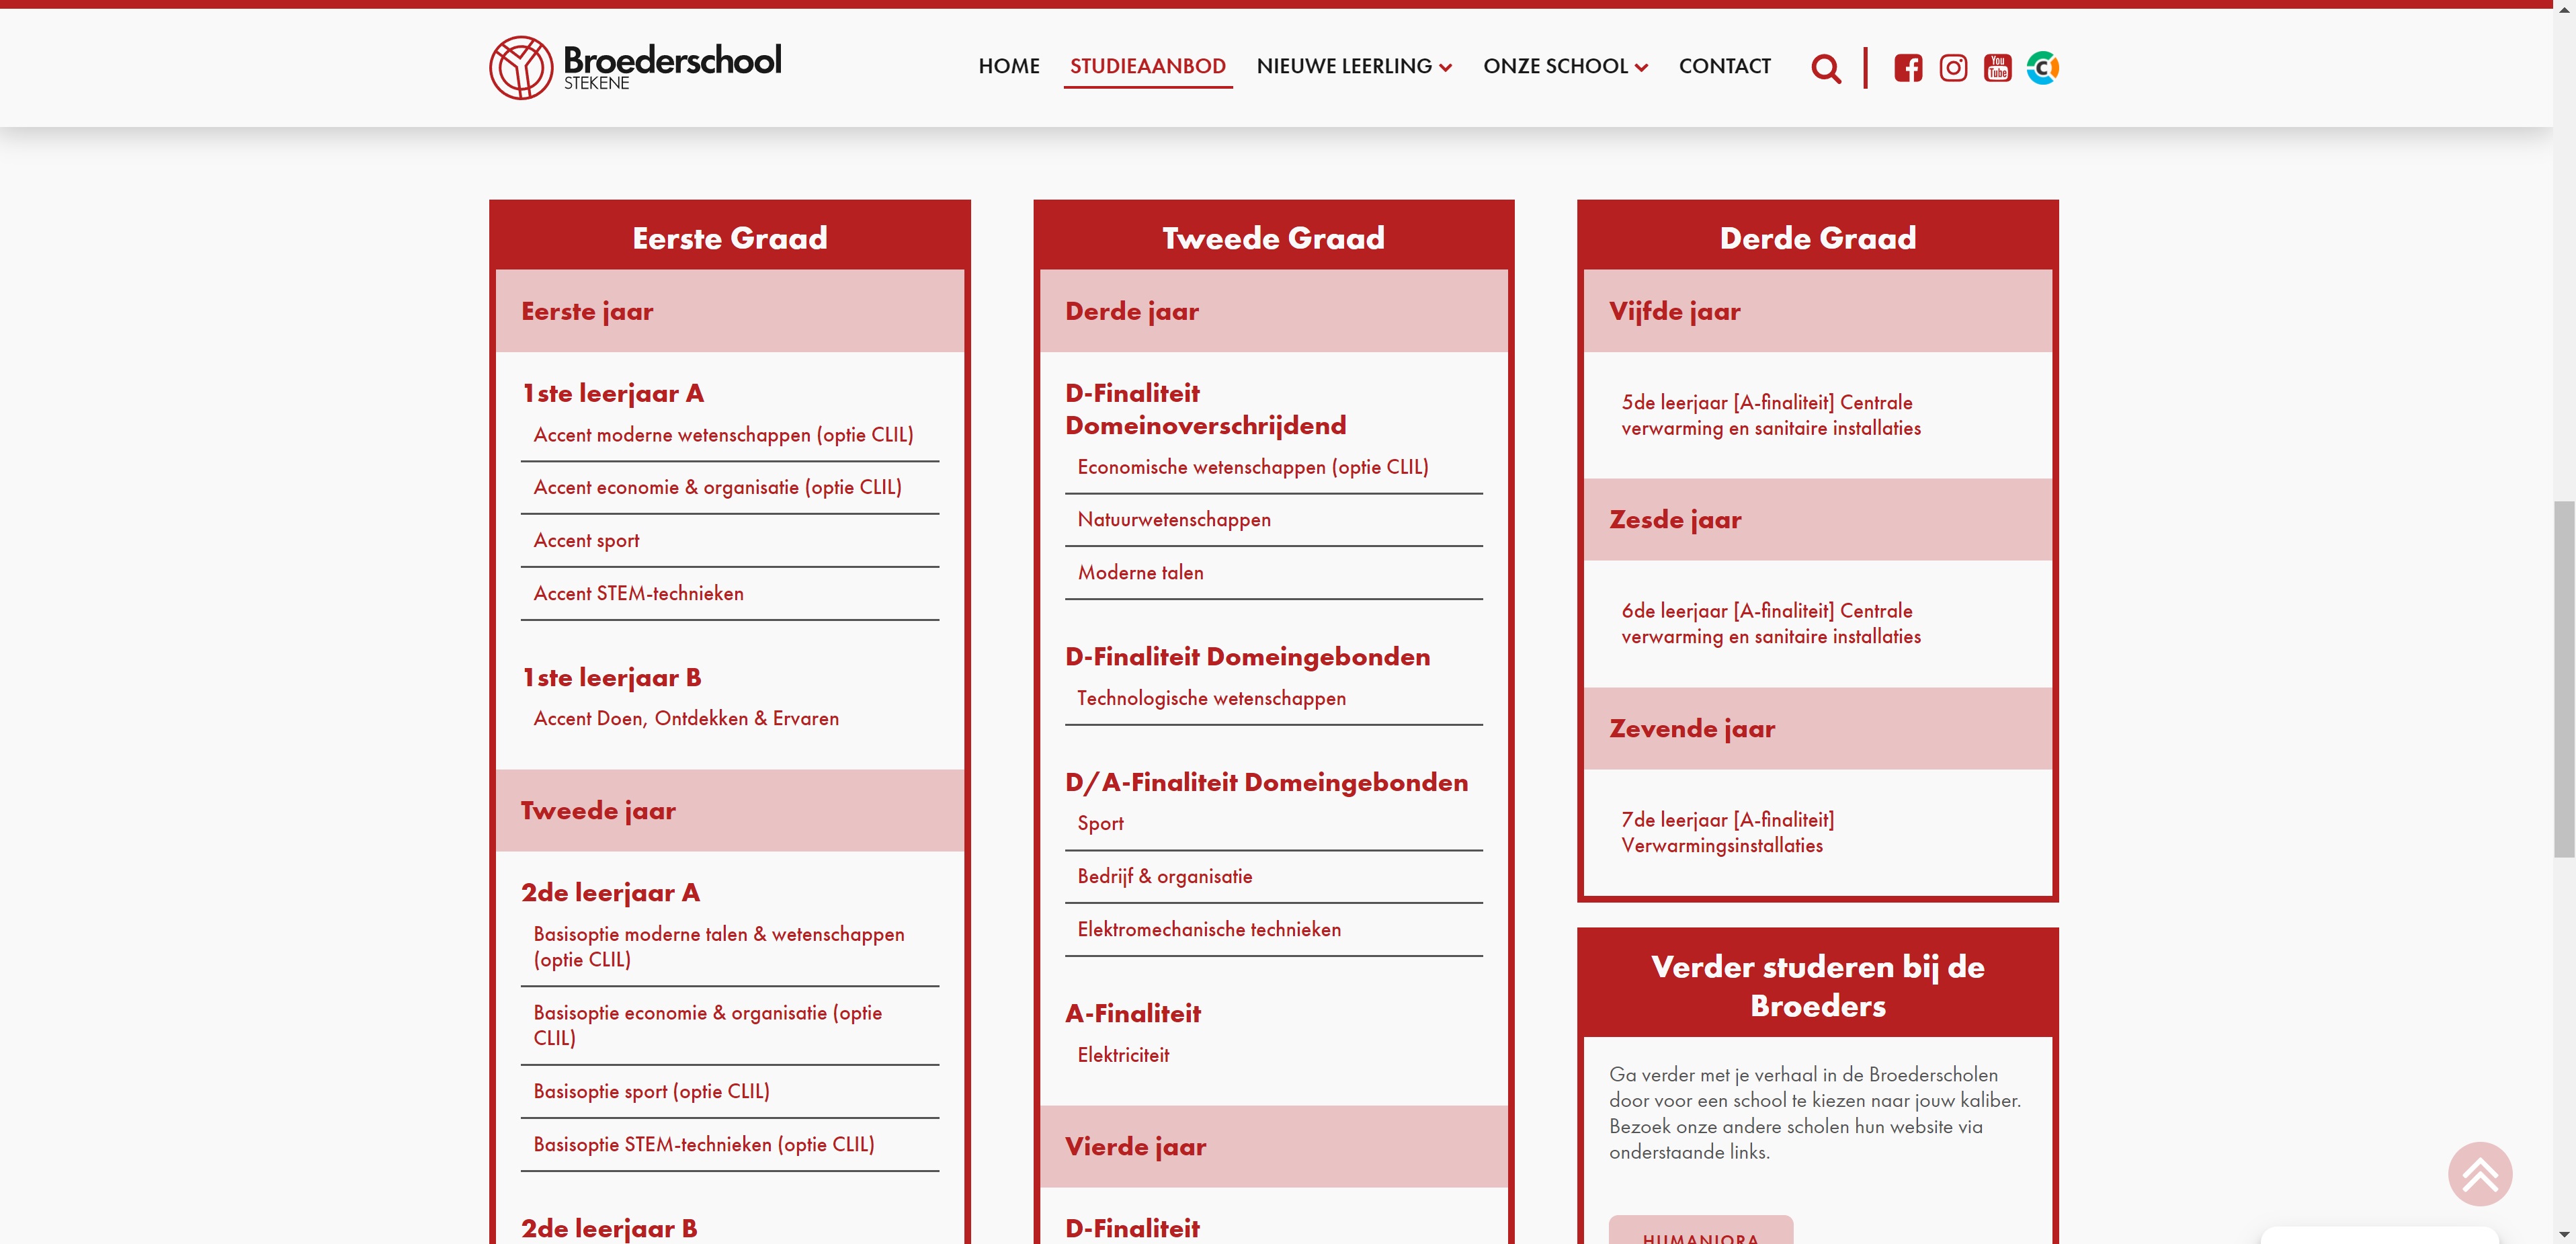 Broederschool
STEKENE
HOME
STUDIEAANBOD
NIEUWE LEERLING
ONZE SCHOOL
CONTACT
You
Tube
C
Eerste Graad
Eerste jaar
1ste leerjaar A
Accent moderne wetenschappen (optie CLIL)
Accent economie & organisatie (optie CLIL)
Accent sport
Accent STEM-technieken
1ste leerjaar B
Accent Doen, Ontdekken & Ervaren
Tweede jaar
2de leerjaar A
Basisoptie moderne talen & wetenschappen
(optie CLIL)
Basisoptie economie & organisatie (optie
CLIL)
Basisoptie sport (optie CLIL)
Basisoptie STEM-technieken (optie CLIL)
2de leerjaar B
Tweede Graad
Derde jaar
D-Finaliteit
Domeinoverschrijdend
Economische wetenschappen (optie CLIL)
Natuurwetenschappen
Moderne talen
D-Finaliteit Domeingebonden
Technologische wetenschappen
D/A-Finaliteit Domeingebonden
Sport
Bedrijf & organisatie
Elektromechanische technieken
A-Finaliteit
Elektriciteit
Vierde jaar
D-Finaliteit
Derde Graad
Vijfde jaar
5de leerjaar [A-finaliteit] Centrale
verwarming en sanitaire installaties
Zesde jaar
6de leerjaar [A-finaliteit] Centrale
verwarming en sanitaire installaties
Zevende jaar
7de leerjaar [A-finaliteit]
Verwarmingsinstallaties
Verder studeren bij de
Broeders
Ga verder met je verhaal in de Broederscholen
door voor een school te kiezen naar jouw kaliber.
Bezoek onze andere scholen hun website via
onderstaande links.
HUMANIORA